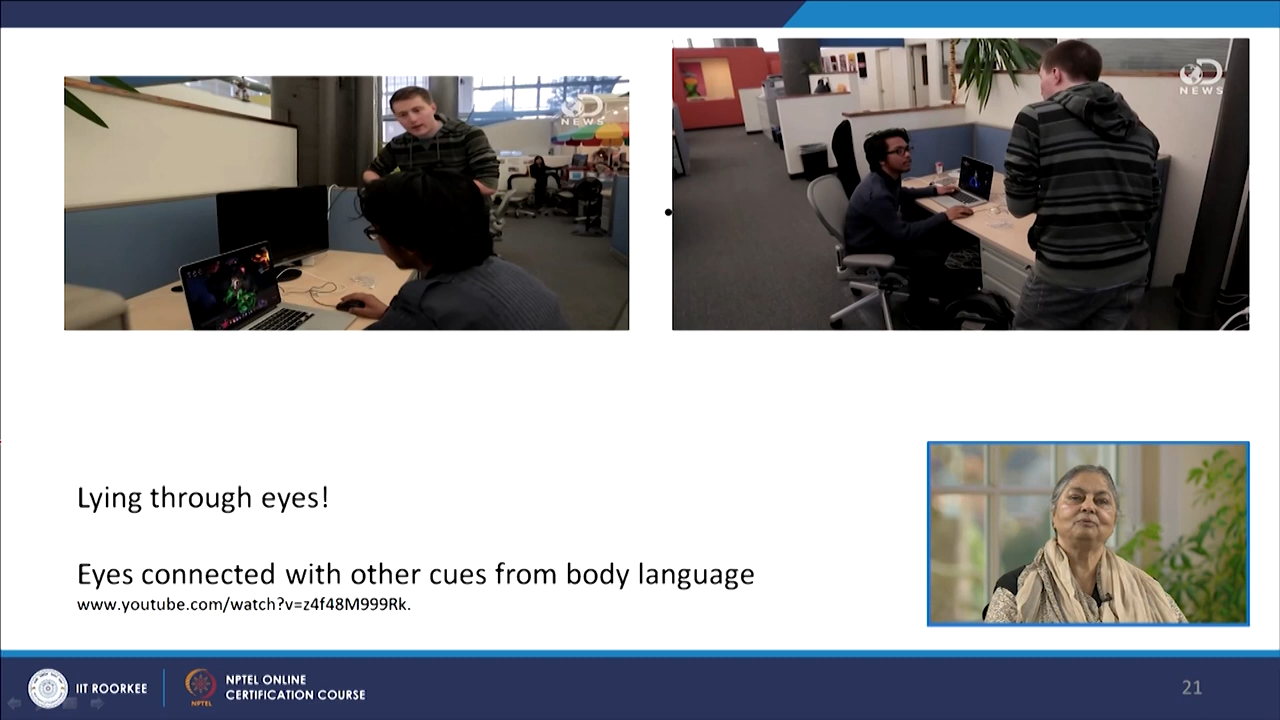 NEWS
NEWS
Lying through eyes!
Eyes connected with other cues from body language
www.youtube.com/watch?v=z4f48M999Rk.
IIT ROORKEE
NPTEL
NPTEL ONLINE
CERTIFICATION COURSE
21